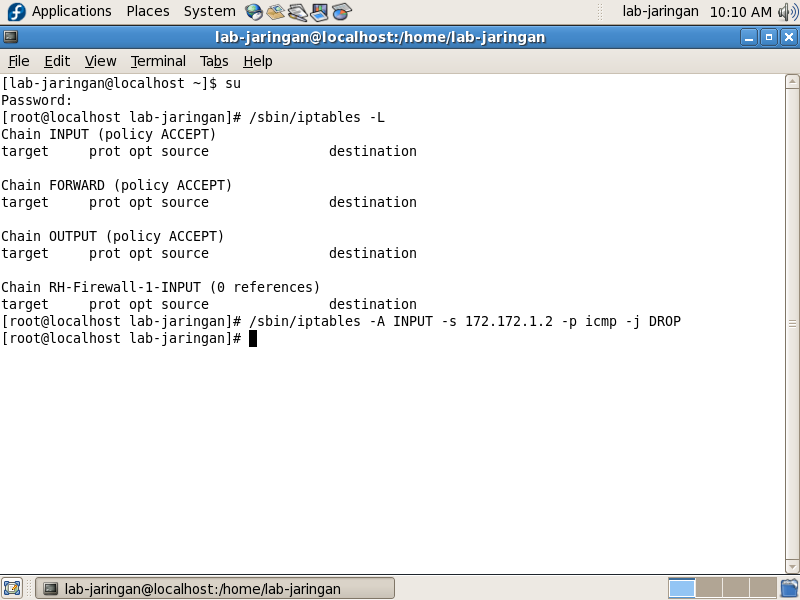 Applications Places System lab-jaringan 10:10 AM
lab-jaringan@localhost:/home/lab-jaringan
File Edit View Terminal Tabs Help
[lab-jaringan@localhost ~]$ su
Password:
[root@localhost lab-jaringan]# /sbin/iptables -L
Chain INPUT (policy ACCEPT)
target     prot opt source               destination

Chain FORWARD (policy ACCEPT)
target     prot opt source               destination

Chain OUTPUT (policy ACCEPT)
target     prot opt source               destination

Chain RH-Firewall-1-INPUT (0 references)
target     prot opt source               destination
[root@localhost lab-jaringan]# /sbin/iptables -A INPUT -s 172.172.1.2 -p icmp -j DROP
[root@localhost lab-jaringan]#
lab-jaringan@localhost:/home/lab-jaringan